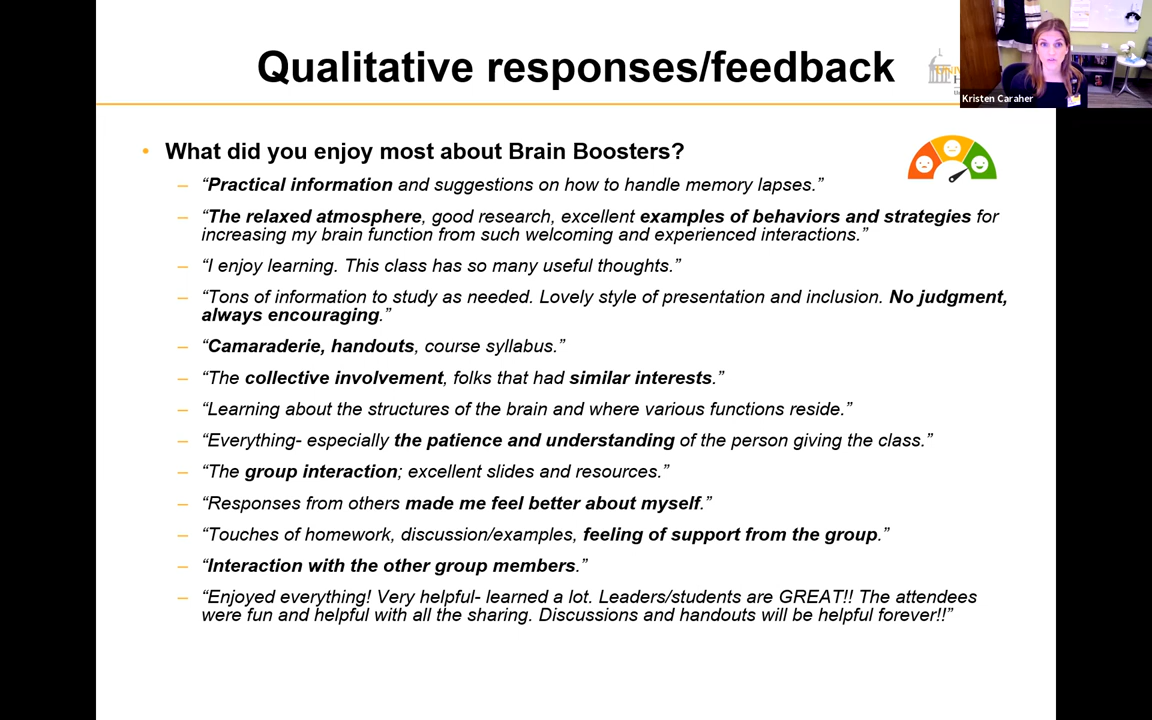 Qualitative responses/feedback
Kristen Caraher
• What did you enjoy most about Brain Boosters?
– “Practical information and suggestions on how to handle memory lapses.”
– “The relaxed atmosphere, good research, excellent examples of behaviors and strategies for
increasing my brain function from such welcoming and experienced interactions.”
– “I enjoy learning. This class has so many useful thoughts.”
– “Tons of information to study as needed. Lovely style of presentation and inclusion. No judgment,
always encouraging.”
– “Camaraderie, handouts, course syllabus.”
– “The collective involvement, folks that had similar interests.”
– “Learning about the structures of the brain and where various functions reside.”
– “Everything- especially the patience and understanding of the person giving the class.”
– “The group interaction; excellent slides and resources.”
– “Responses from others made me feel better about myself.”
– “Touches of homework, discussion/examples, feeling of support from the group.”
– “Interaction with the other group members.”
– “Enjoyed everything! Very helpful- learned a lot. Leaders/students are GREAT!! The attendees
were fun and helpful with all the sharing. Discussions and handouts will be helpful forever!!”